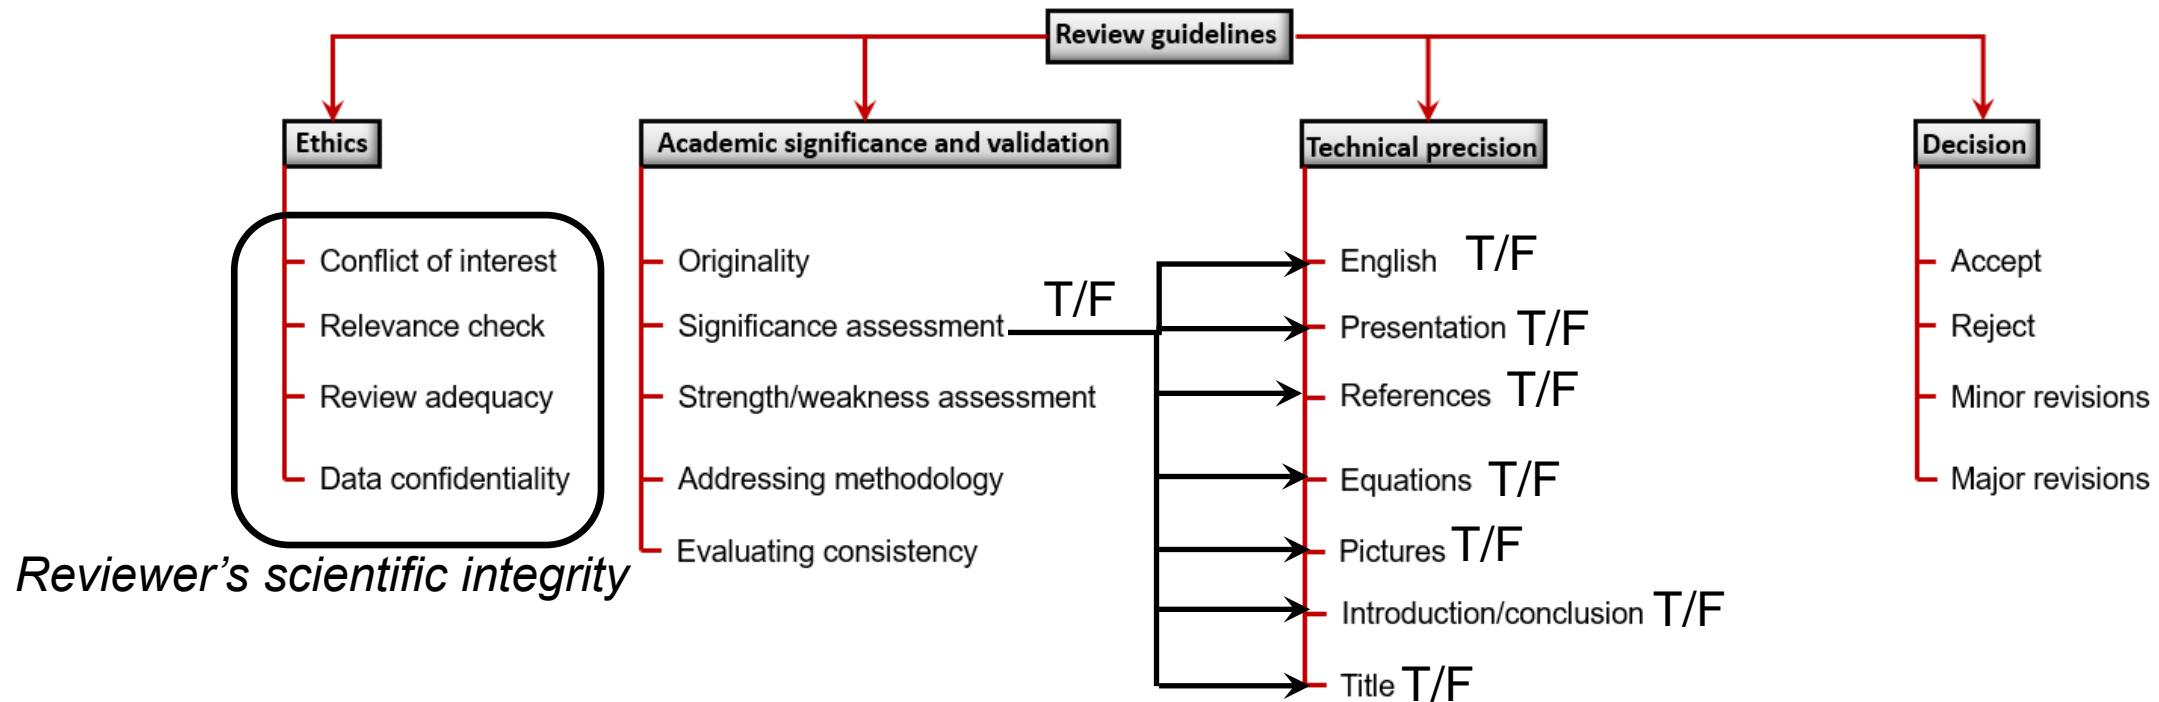 Review guidelines
Ethics
Conflict of interest
Relevance check
Review adequacy
Data confidentiality
Reviewer’s scientific integrity
Academic significance and validation
Originality
Significance assessment
T/F
Strength/weakness assessment
Addressing methodology
Evaluating consistency
Technical precision
English T/F
Presentation T/F
References T/F
Equations T/F
Pictures T/F
Introduction/conclusion T/F
Title T/F
Decision
Accept
Reject
Minor revisions
Major revisions